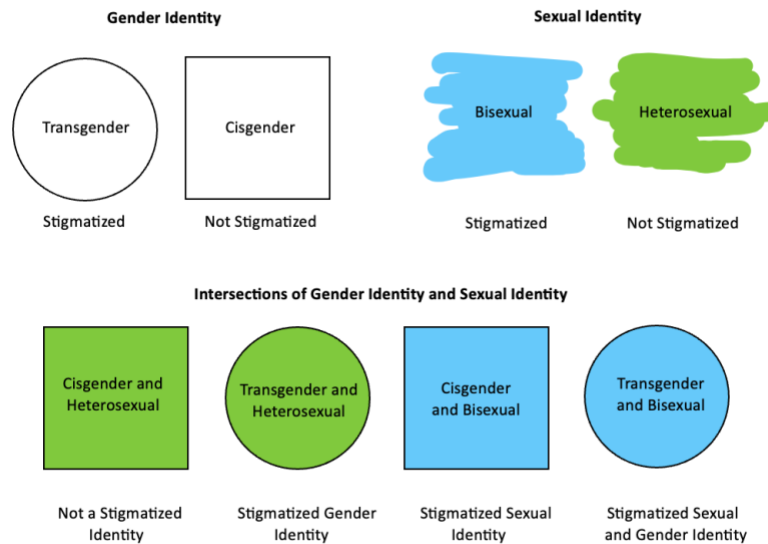 Gender Identity
Sexual Identity
Transgender
Cisgender
Bisexual
Heterosexual
Stigmatized
Not Stigmatized
Stigmatized
Not Stigmatized
Intersections of Gender Identity and Sexual Identity
Cisgender and
Heterosexual
Transgender and
Heterosexual
Cisgender
and Bisexual
Transgender
and Bisexual
Not a Stigmatized
Identity
Stigmatized Gender
Identity
Stigmatized Sexual
Identity
Stigmatized Sexual
and Gender Identity